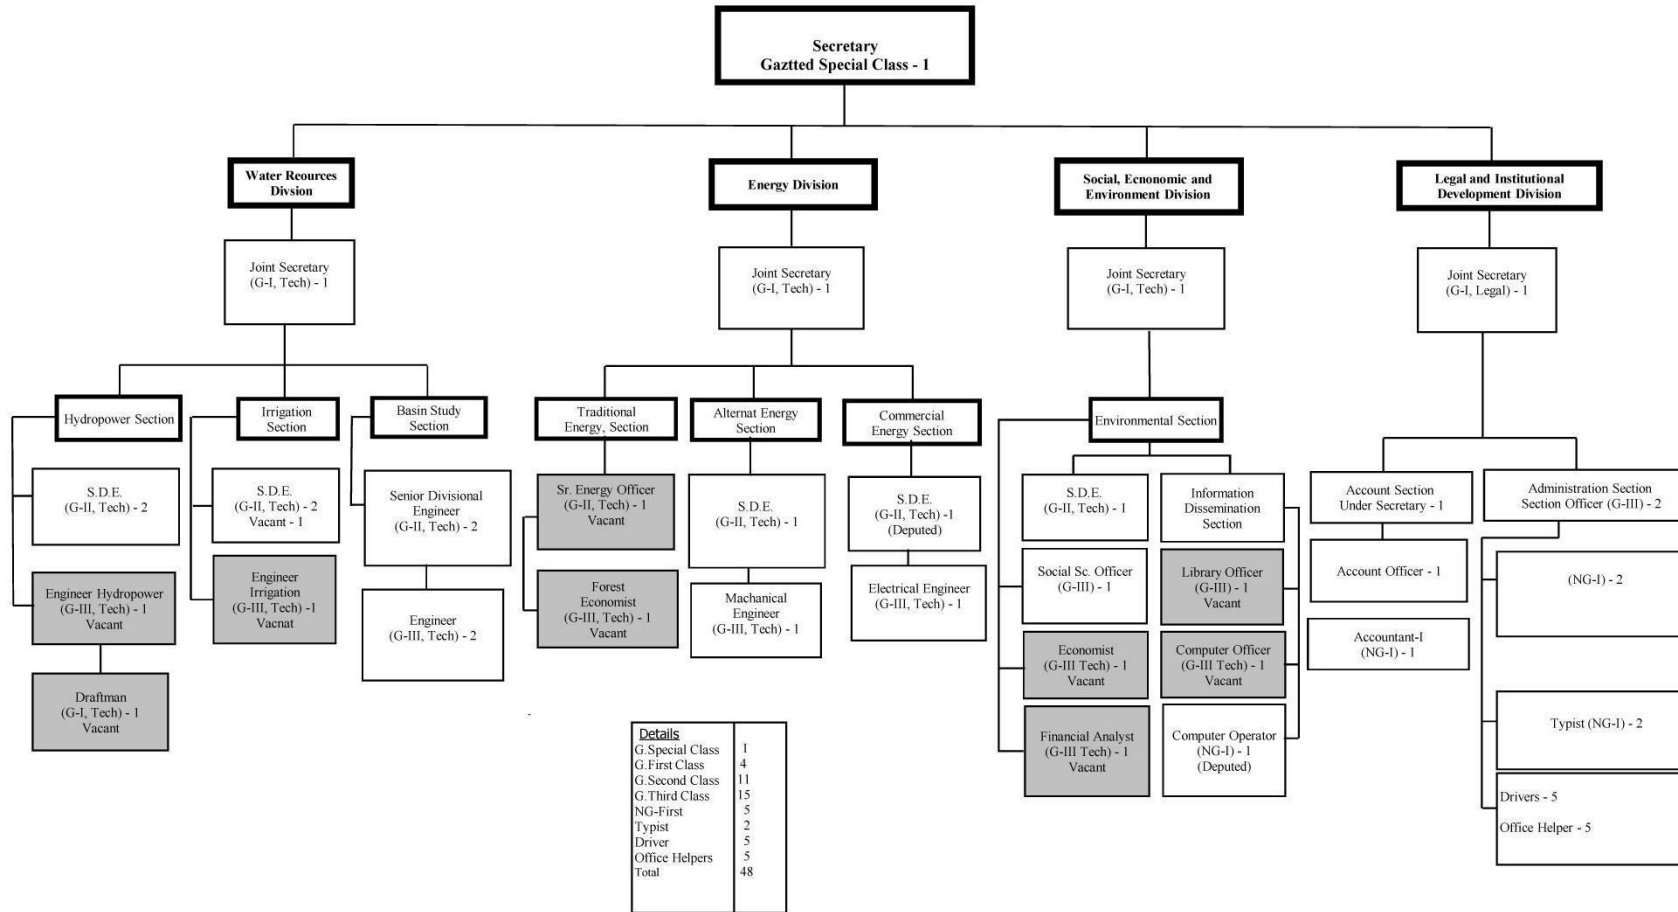 Secretary
Gaztted Special Class - 1
Water Reources
Divsion
Energy Division
Social, Ecnonomic and
Environment Division
Legal and Institutional
Development Division
Joint Secretary
(G-I, Tech) - 1
Joint Secretary
(G-I, Tech) - 1
Joint Secretary
(G-I, Tech) - 1
Joint Secretary
(G-I, Legal) - 1
Hydropower Section
Irrigation
Section
Basin Study
Section
Traditional
Energy, Section
Alternat Energy
Section
Commercial
Energy Section
Environmental Section
Account Section
Under Secretary - 1
Administration Section
Section Officer (G-III) - 2
S.D.E.
(G-II, Tech) - 2
S.D.E.
(G-II, Tech) - 2
Vacant - 1
Senior Divisional
Engineer
(G-II, Tech) - 2
Sr. Energy Officer
(G-II, Tech) - 1
Vacant
S.D.E.
(G-II, Tech) - 1
S.D.E.
(G-II, Tech) -1
(Deputed)
S.D.E.
(G-II, Tech) - 1
Information
Dissemination
Section
Engineer Hydropower
(G-III, Tech) - 1
Vacant
Engineer
Irrigation
(G-III, Tech) -1
Vacnat
Engineer
(G-III, Tech) - 2
Forest
Economist
(G-III, Tech) - 1
Vacant
Machanical
Engineer
(G-III, Tech) - 1
Electrical Engineer
(G-III, Tech) - 1
Social Sc. Officer
(G-III) - 1
Library Officer
(G-III) - 1
Vacant
Account Officer - 1
(NG-I) - 2
Draftman
(G-I, Tech) - 1
Vacant
Economist
(G-III Tech) - 1
Vacant
Computer Officer
(G-III Tech) - 1
Vacant
Accountant-I
(NG-I) - 1
Financial Analyst
(G-III Tech) - 1
Vacant
Computer Operator
(NG-I) - 1
(Deputed)
Typist (NG-I) - 2
Drivers - 5
Office Helper - 5
Details
G.Special Class 1
G.First Class 4
G.Second Class 11
G.Third Class 15
NG-First 5
Typist 2
Driver 5
Office Helpers 5
Total 48